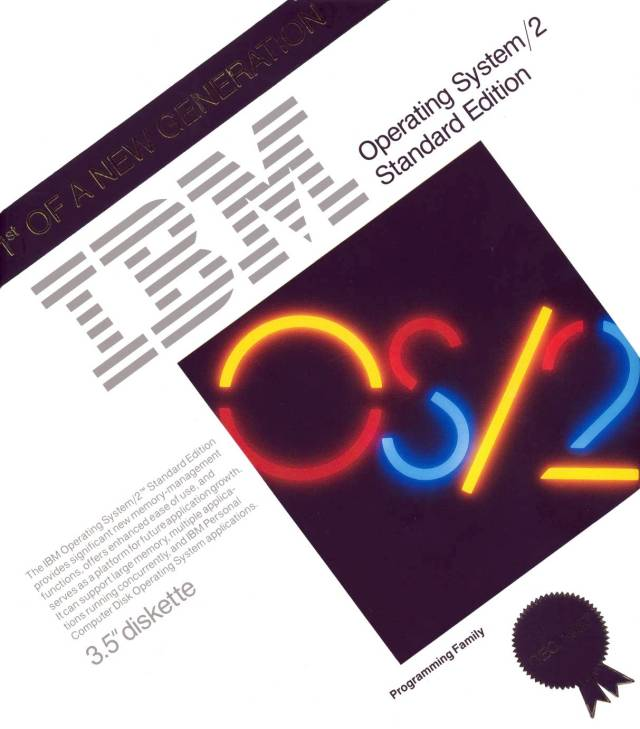 1st OF A NEW GENERATION
IBM
Operating System/2
Standard Edition
OS/2
The IBM Operating System/2™ Standard Edition
provides significant new memory-management
functions, offers enhanced ease of use, and
serves as a platform for future application growth.
It can support large memory, multiple applica-
tions running concurrently, and IBM Personal
Computer Disk Operating System applications.
3.5" diskette
Programming Family